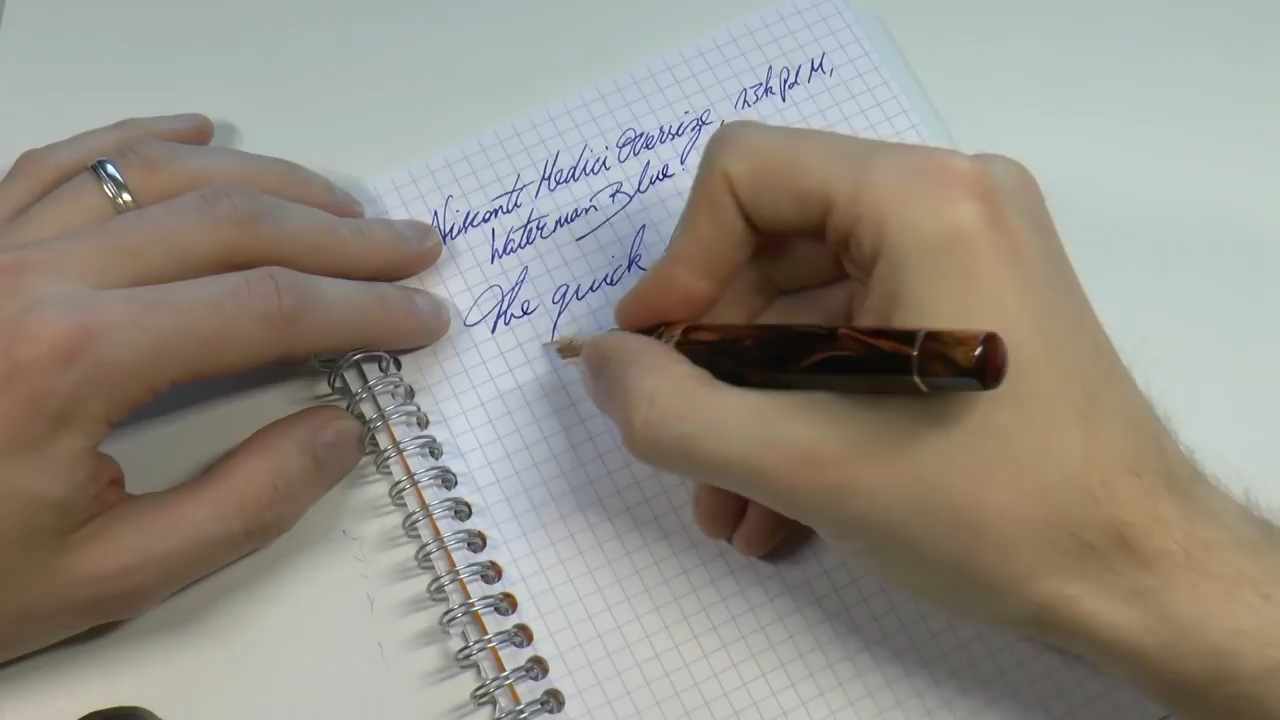 Visconti Medici Oversize, 23k Pd M,
Waterman Blue.
The quick